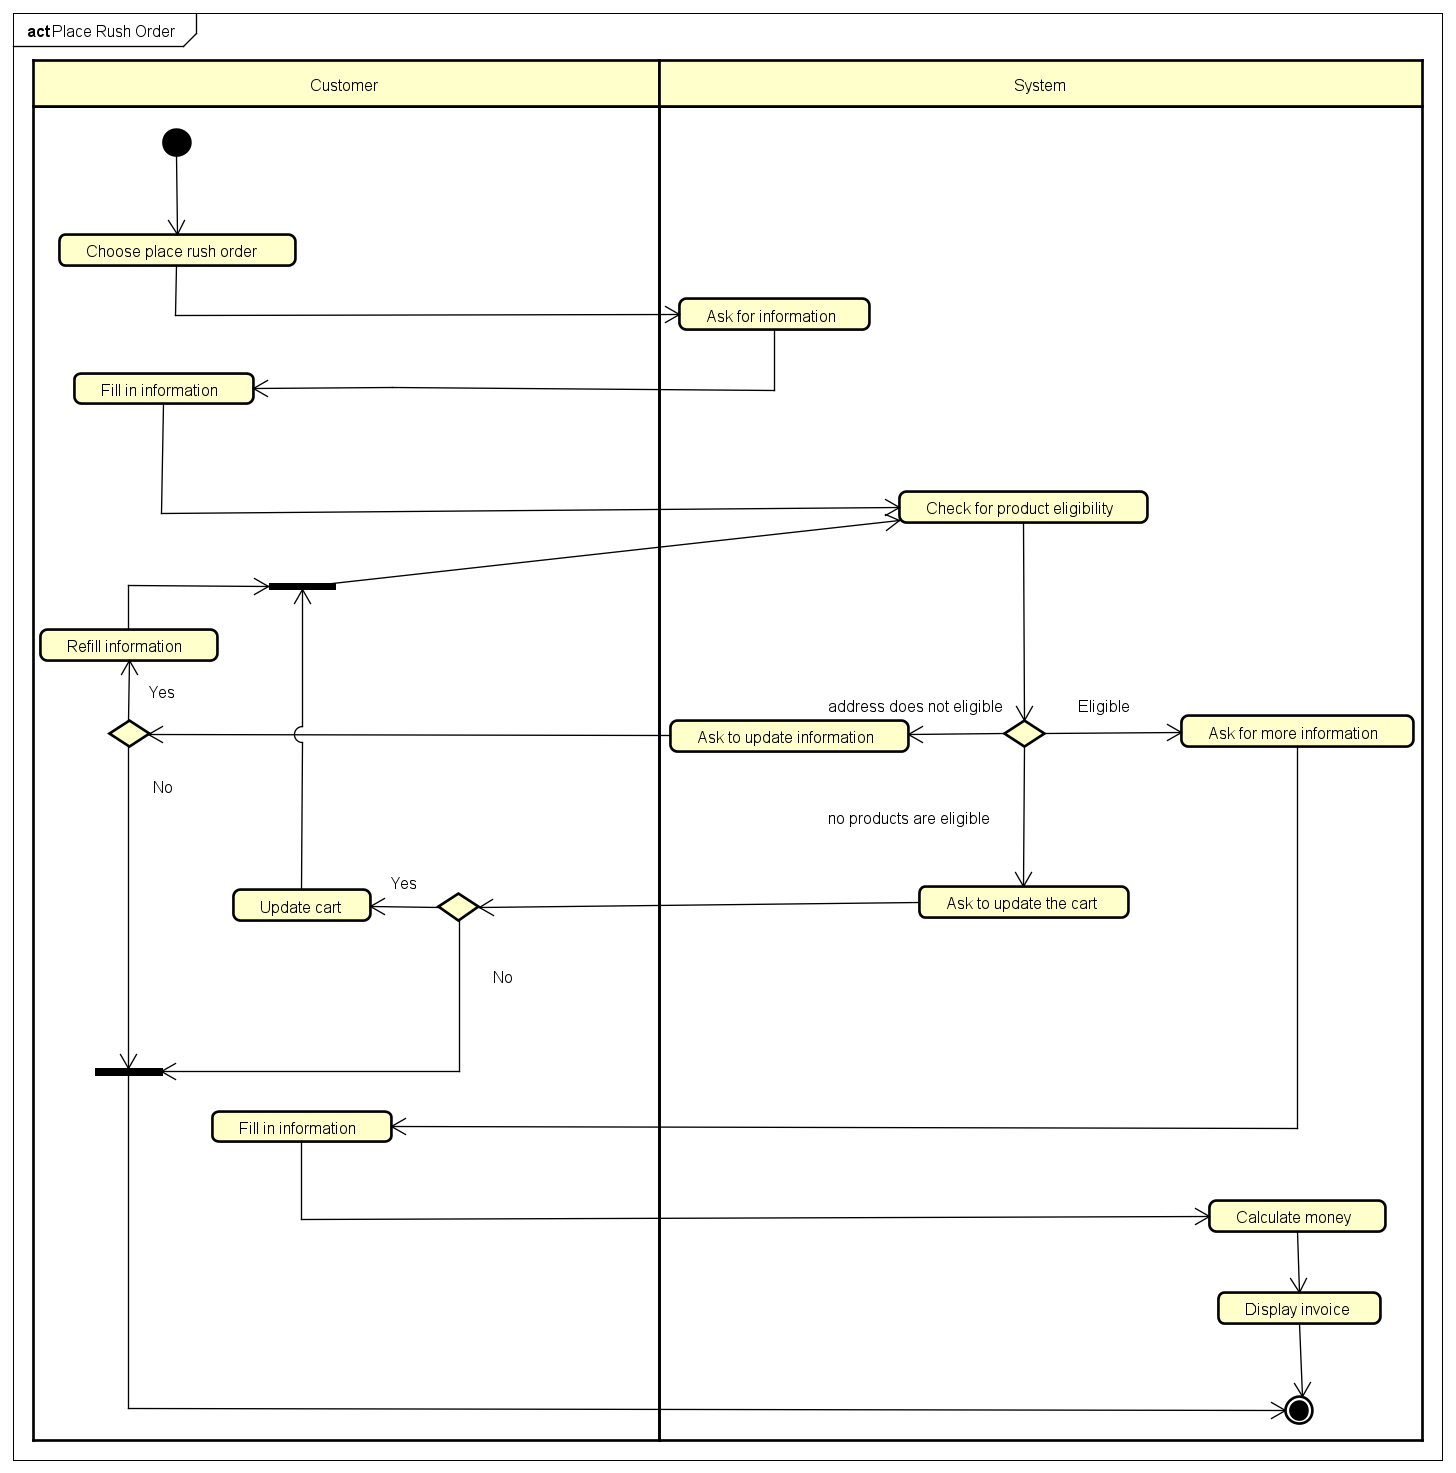 act Place Rush Order
Customer
System
Choose place rush order
Ask for information
Fill in information
Check for product eligibility
Refill information
Yes
address does not eligible
Eligible
Ask to update information
Ask for more information
No
no products are eligible
Yes
Update cart
Ask to update the cart
No
Fill in information
Calculate money
Display invoice